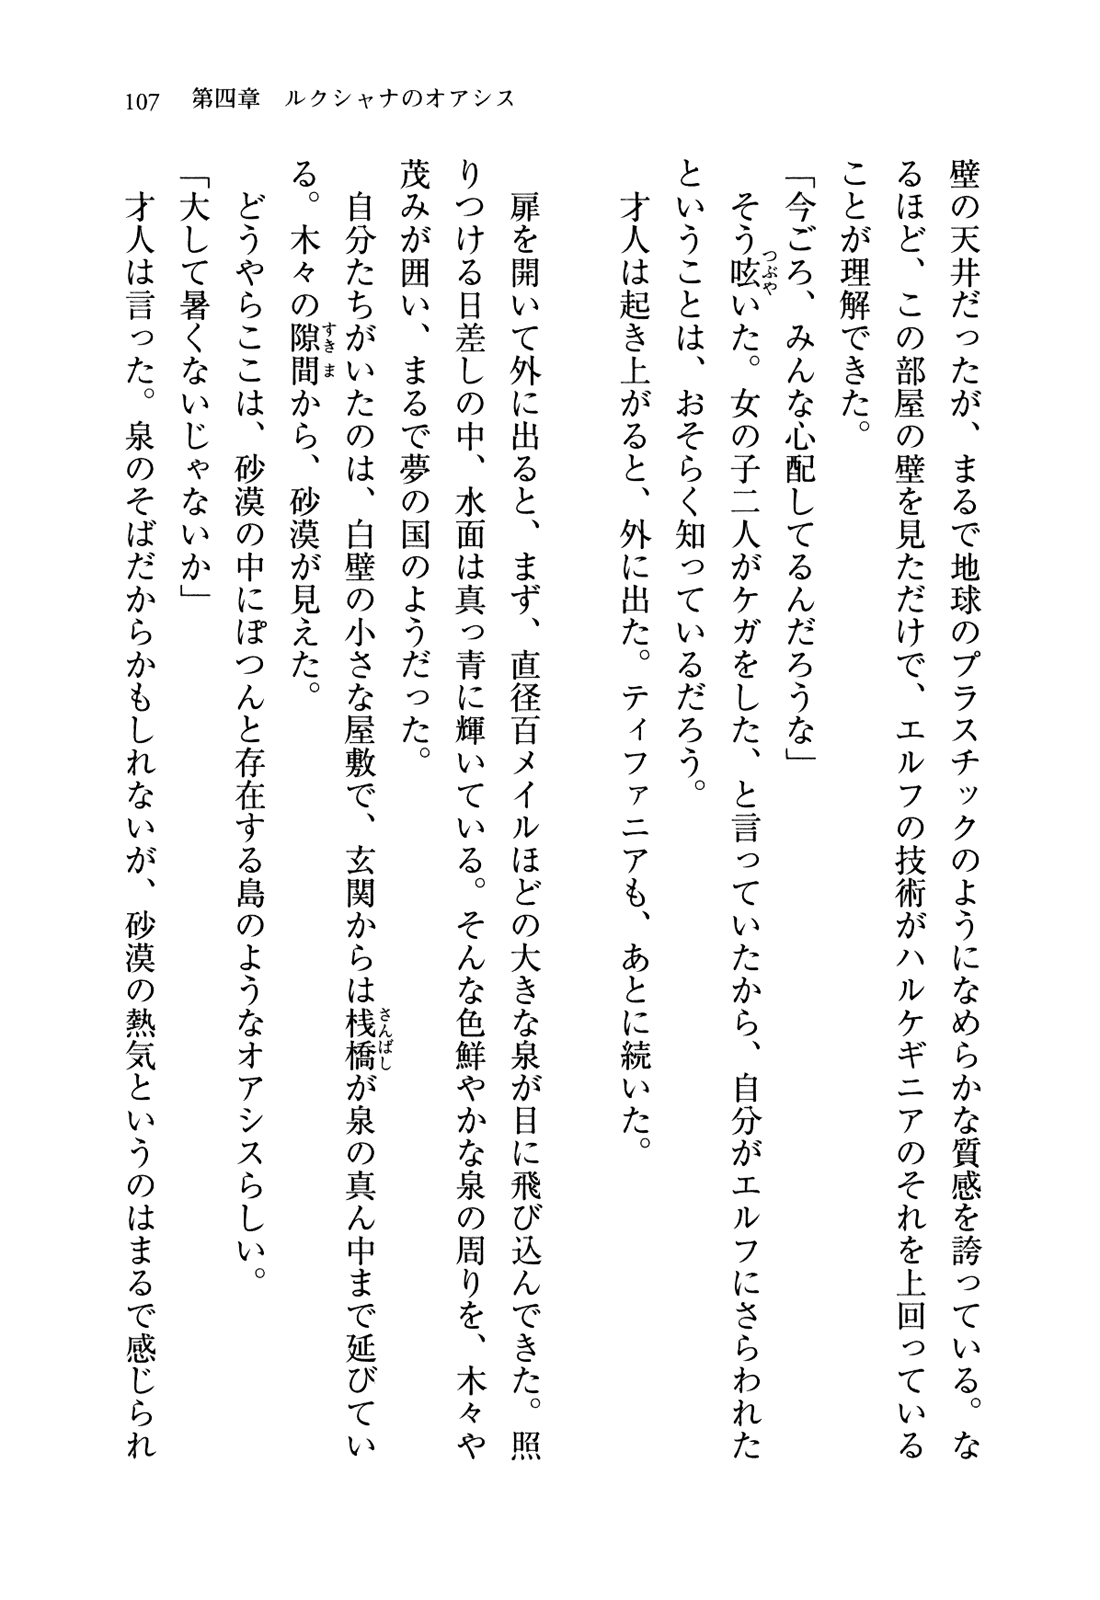 107　第四章　ルクシャナのオアシス
壁の天井だったが、まるで地球のプラスチックのようになめらかな質感を誇っている。な
るほど、この部屋の壁を見ただけで、エルフの技術がハルケギニアのそれを上回っている
ことが理解できた。
「今ごろ、みんな心配してるんだろうな」
そう呟いた。女の子二人がケガをした、と言っていたから、自分がエルフにさらわれた
ということは、おそらく知っているだろう。
才人は起き上がると、外に出た。ティファニアも、あとに続いた。
扉を開いて外に出ると、まず、直径百メイルほどの大きな泉が目に飛び込んできた。照
りつける日差しの中、水面は真っ青に輝いている。そんな色鮮やかな泉の周りを、木々や
茂みが囲い、まるで夢の国のようだった。
自分たちがいたのは、白壁の小さな屋敷で、玄関からは桟橋が泉の真ん中まで延びてい
る。木々の隙間から、砂漠が見えた。
どうやらここは、砂漠の中にぽつんと存在する島のようなオアシスらしい。
「大して暑くないじゃないか」
才人は言った。泉のそばだからかもしれないが、砂漠の熱気というのはまるで感じられ